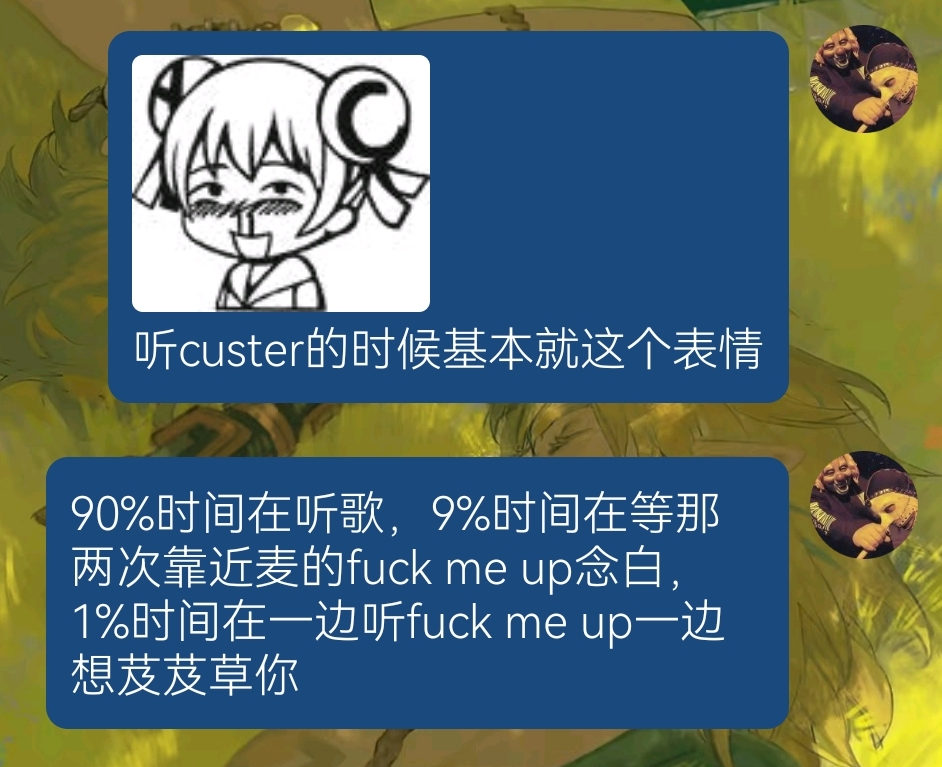 听custer的时候基本就这个表情
90%时间在听歌，9%时间在等那
两次靠近麦的fuck me up念白，
1%时间在一边听fuck me up一边
想芨芨草你